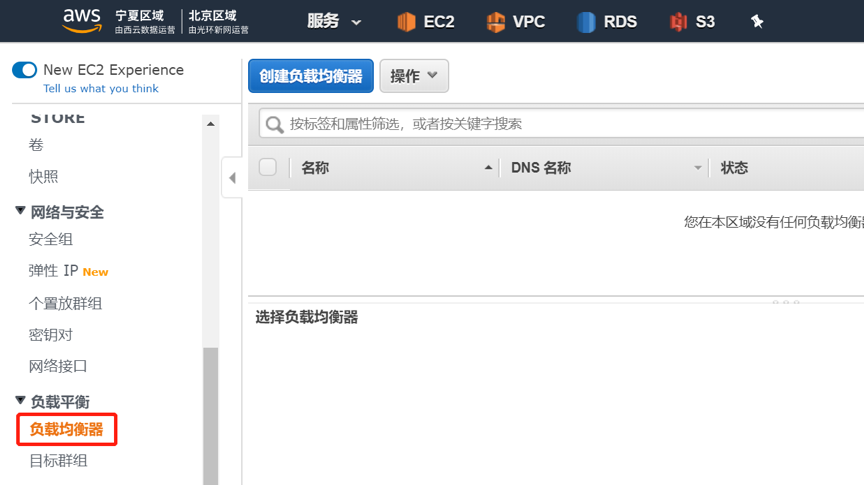 aws 宁夏区域 北京区域
由西云数据运营 由光环新网运营
服务 EC2 VPC RDS S3
New EC2 Experience
Tell us what you think
STORE
卷
快照
网络与安全
安全组
弹性 IP New
个置放群组
密钥对
网络接口
负载平衡
负载均衡器
目标群组
创建负载均衡器 操作
按标签和属性筛选，或者按关键字搜索
名称 DNS 名称 状态
您在本区域没有任何负载均衡
选择负载均衡器